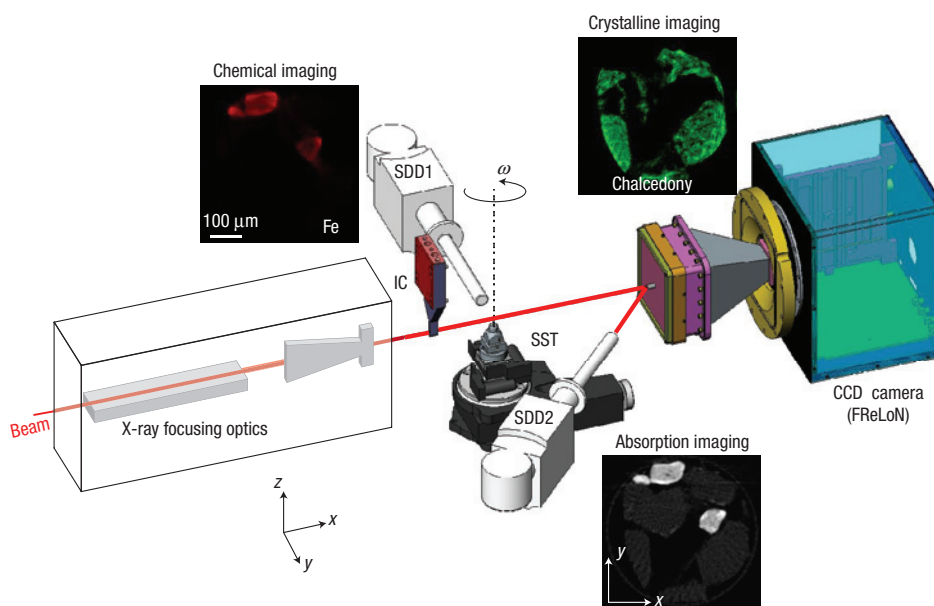 Crystalline imaging
Chemical imaging
SDD1
ω
Chalcedony
100 μm
Fe
IC
SST
CCD camera
(FReLoN)
Beam
X-ray focusing optics
SDD2
Absorption imaging
z
x
y
y
x